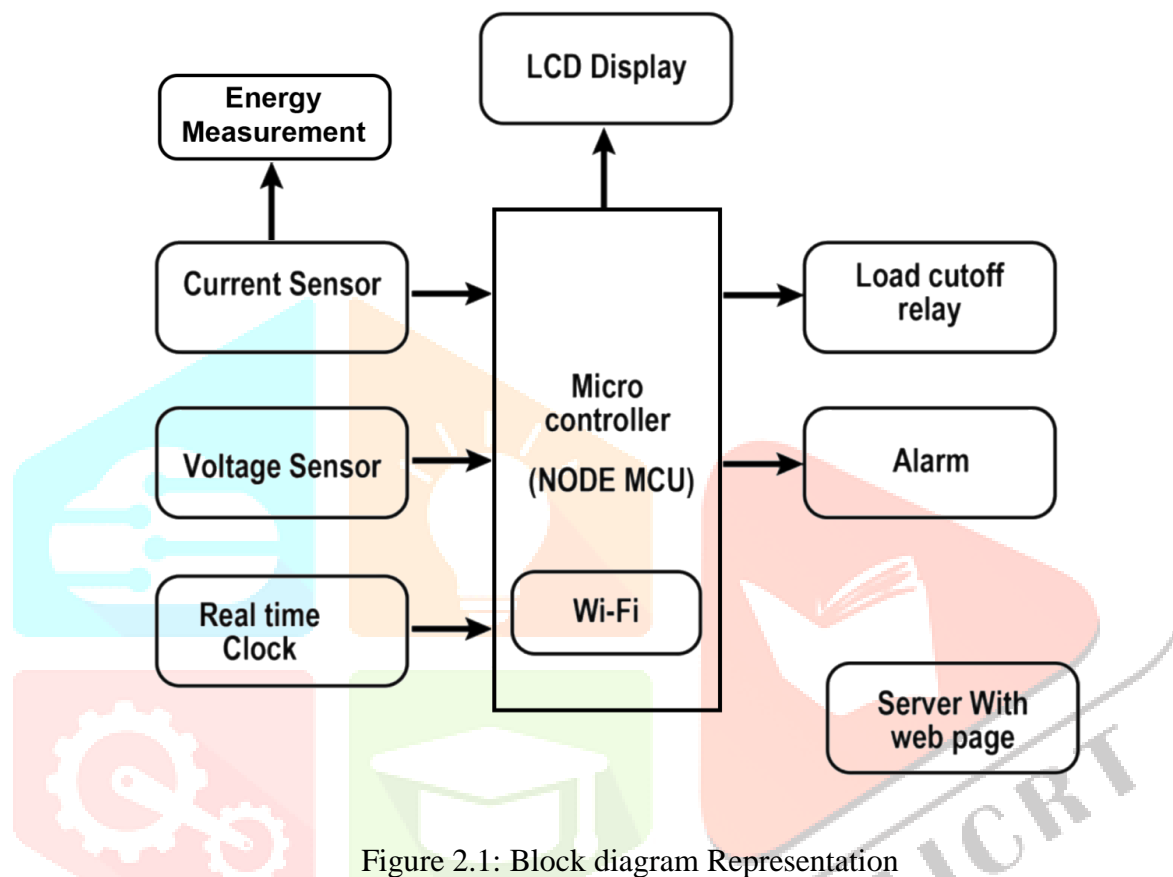 LCD Display
Energy
Measurement
Current Sensor
Load cutoff
relay
Micro
controller
(NODE MCU)
Voltage Sensor
Alarm
Real time
Clock
Wi-Fi
Server With
web page
IJCRT
Figure 2.1: Block diagram Representation